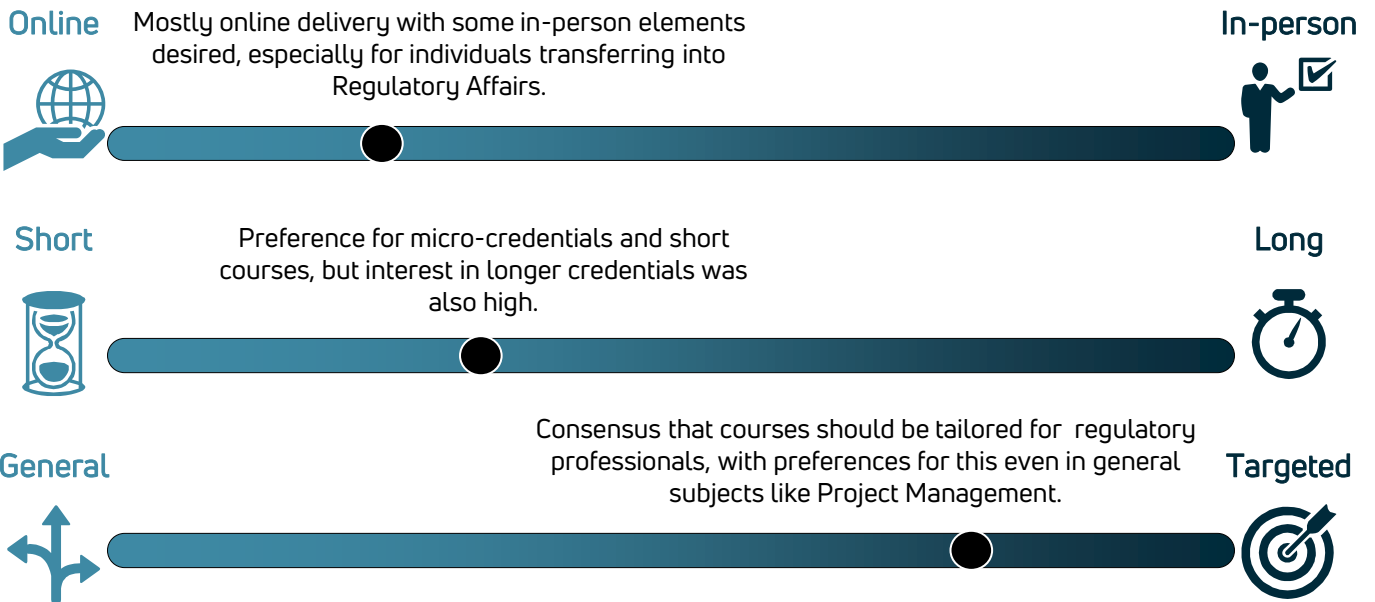 Online
Mostly online delivery with some in-person elements
desired, especially for individuals transferring into
Regulatory Affairs.
In-person
Short
Preference for micro-credentials and short
courses, but interest in longer credentials was
also high.
Long
General
Consensus that courses should be tailored for regulatory
professionals, with preferences for this even in general
subjects like Project Management.
Targeted